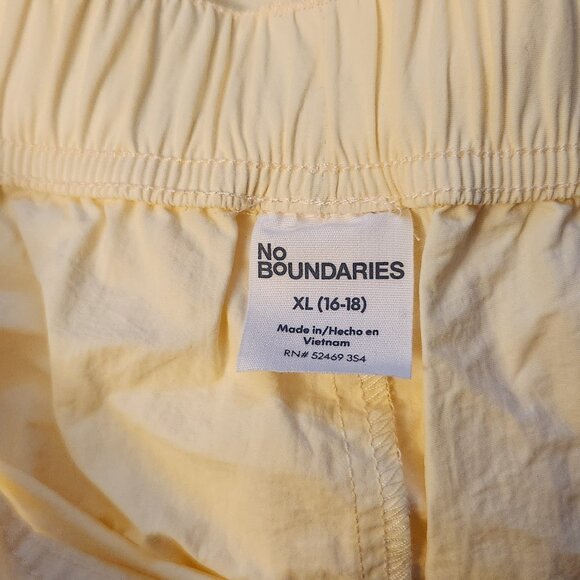 No
BOUNDARIES
XL (16-18)
Made in/Hecho en
Vietnam
RN# 52469 3S4